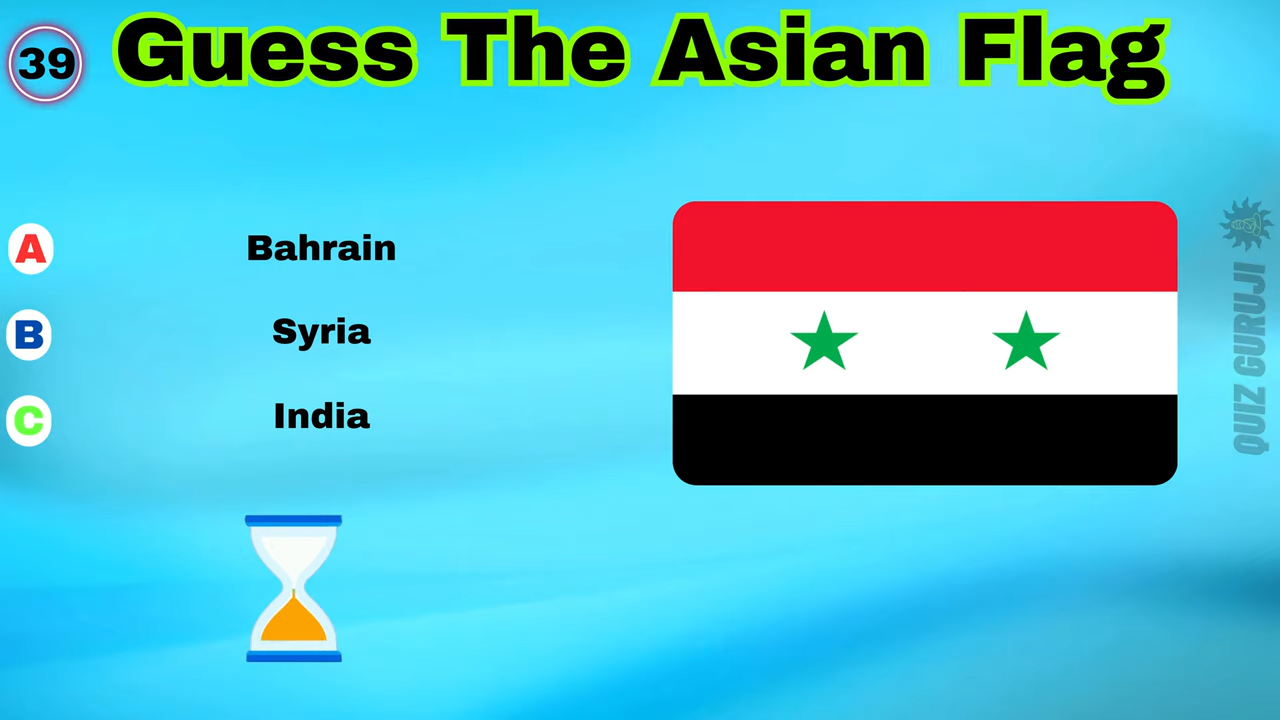 39
Guess The Asian Flag
A
Bahrain
B
Syria
C
India
QUIZ GURUJI